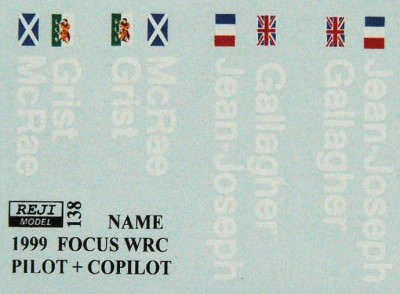 McRae
Grist
Grist
McRae
Jean-Joseph
Gallagher
Gallagher
Jean-Joseph
REJI
MODEL
138
NAME
1999 FOCUS WRC
PILOT + COPILOT